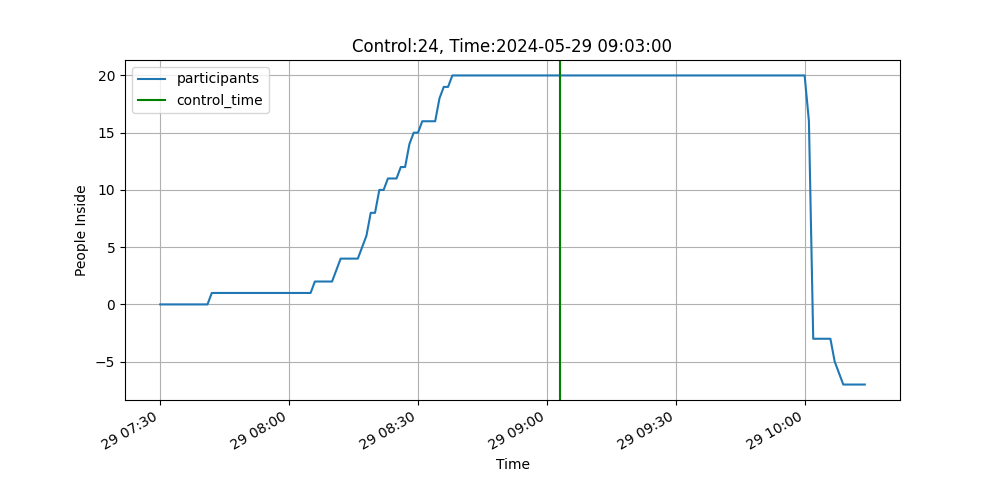 Control:24, Time:2024-05-29 09:03:00
participants
control_time
People Inside
20
15
10
5
0
−5
29 07:30
29 08:00
29 08:30
29 09:00
29 09:30
29 10:00
Time